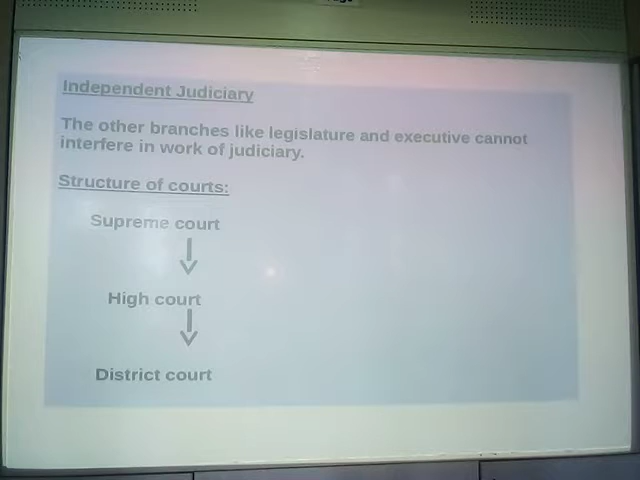 Independent Judiciary
The other branches like legislature and executive cannot
interfere in work of judiciary.
Structure of courts:
Supreme court
High court
District court